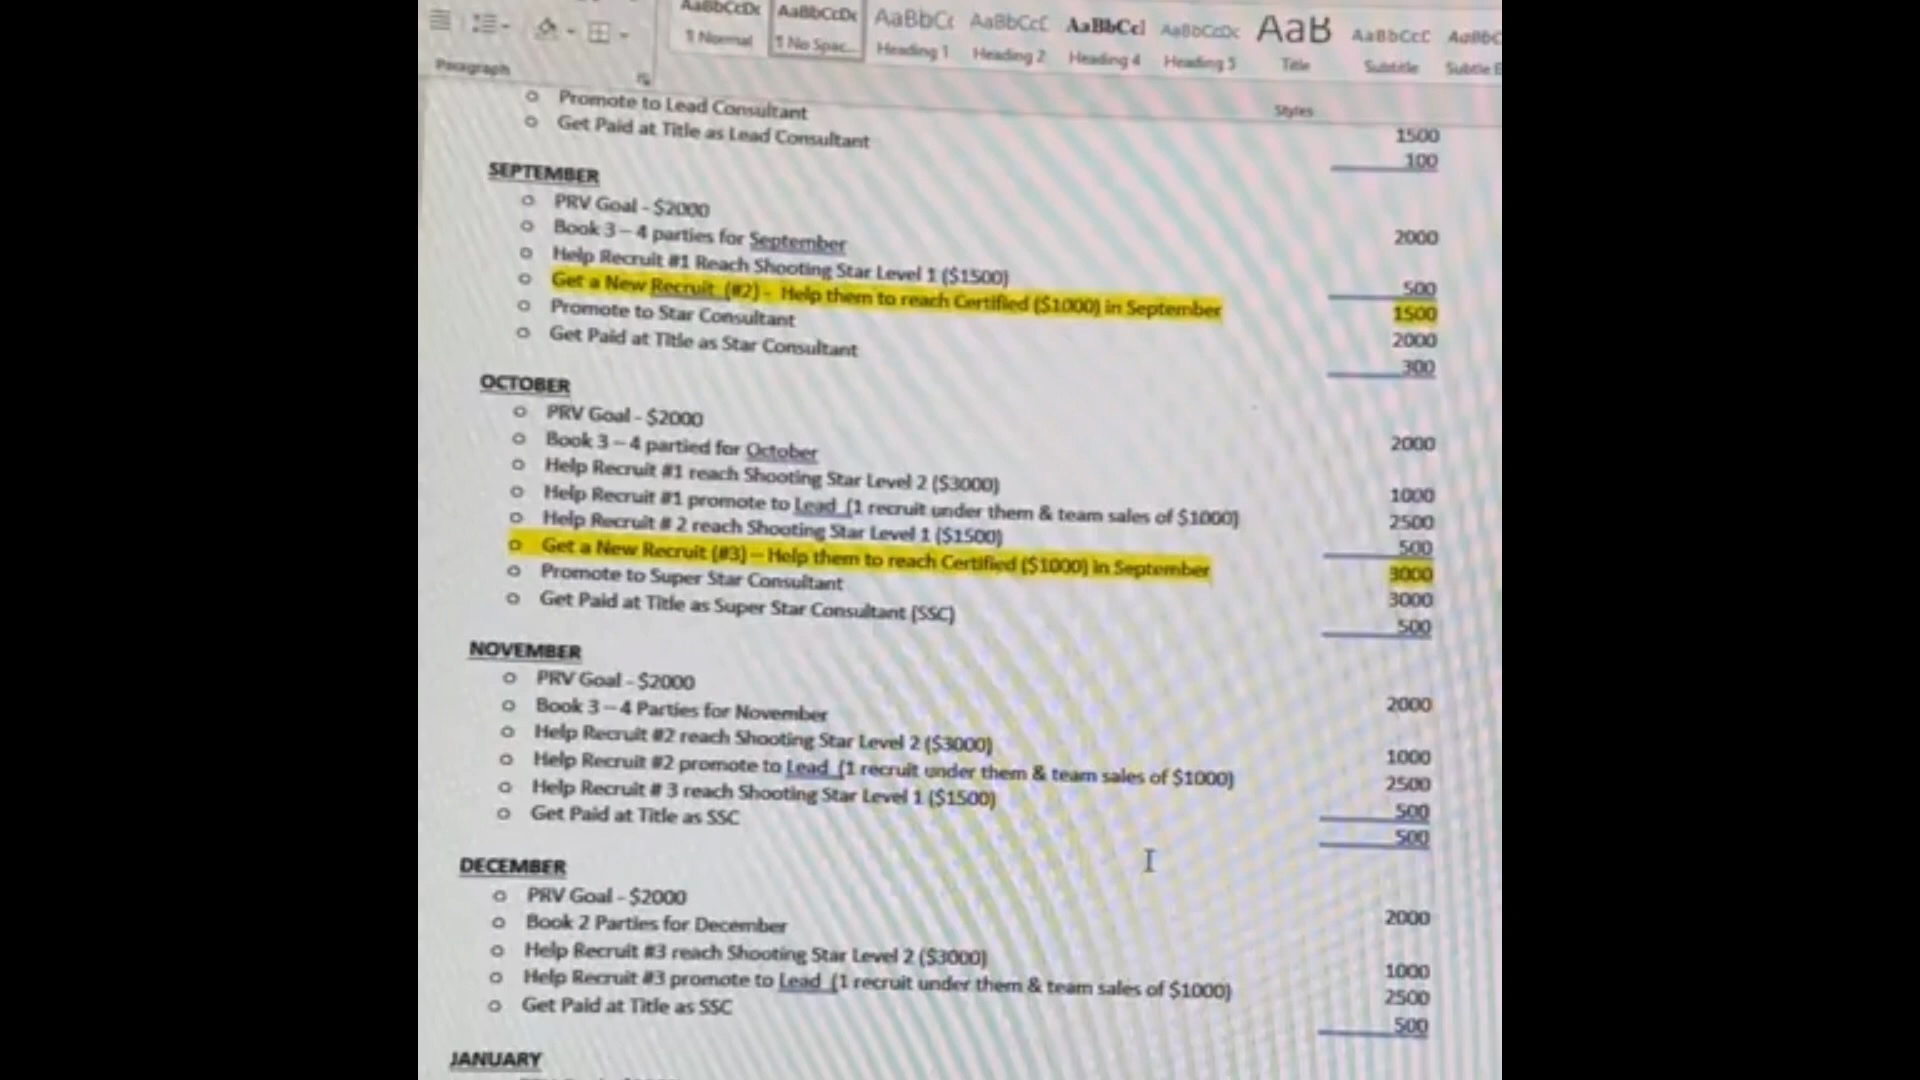 AaBbCcDc AaBbCcDc AaBbCc AaBbCcC AaBbCcI AaBbCcDc AaB AaBbCcC AaBbC
¶ Normal ¶ No Spac... Heading 1 Heading 2 Heading 4 Heading 5 Title Subtitle Subtle E
Paragraph
Styles
o Promote to Lead Consultant 1500
o Get Paid at Title as Lead Consultant 100
SEPTEMBER
o PRV Goal - $2000 2000
o Book 3 – 4 parties for September
o Help Recruit #1 Reach Shooting Star Level 1 ($1500) 500
o Get a New Recruit (#2) - Help them to reach Certified ($1000) in September 1500
o Promote to Star Consultant 2000
o Get Paid at Title as Star Consultant 300
OCTOBER
o PRV Goal - $2000 2000
o Book 3 – 4 partied for October
o Help Recruit #1 reach Shooting Star Level 2 ($3000) 1000
o Help Recruit #1 promote to Lead (1 recruit under them & team sales of $1000) 2500
o Help Recruit # 2 reach Shooting Star Level 1 ($1500) 500
o Get a New Recruit (#3) – Help them to reach Certified ($1000) in September 3000
o Promote to Super Star Consultant 3000
o Get Paid at Title as Super Star Consultant (SSC) 500
NOVEMBER
o PRV Goal - $2000 2000
o Book 3 – 4 Parties for November
o Help Recruit #2 reach Shooting Star Level 2 ($3000) 1000
o Help Recruit #2 promote to Lead (1 recruit under them & team sales of $1000) 2500
o Help Recruit # 3 reach Shooting Star Level 1 ($1500) 500
o Get Paid at Title as SSC 500
DECEMBER
o PRV Goal - $2000 2000
o Book 2 Parties for December
o Help Recruit #3 reach Shooting Star Level 2 ($3000) 1000
o Help Recruit #3 promote to Lead (1 recruit under them & team sales of $1000) 2500
o Get Paid at Title as SSC 500
JANUARY